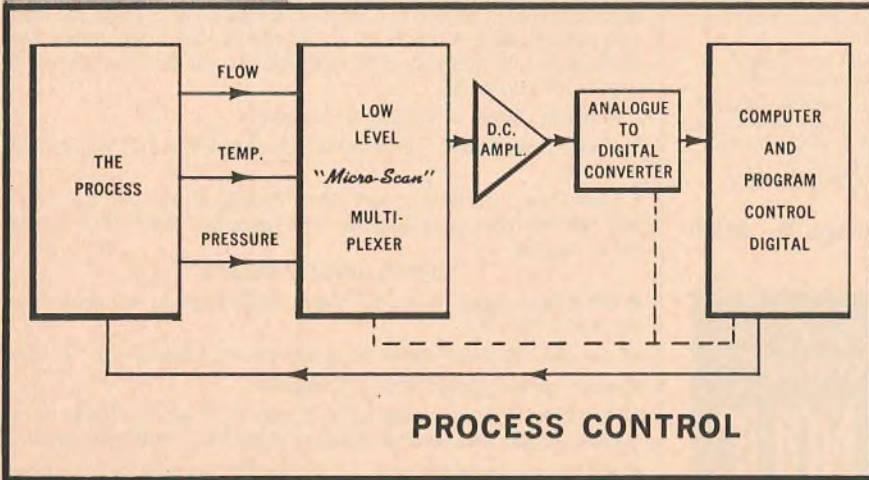 THE
PROCESS
FLOW
TEMP.
PRESSURE
LOW
LEVEL
"Micro-Scan"
MULTI-
PLEXER
D.C.
AMPL.
ANALOGUE
TO
DIGITAL
CONVERTER
COMPUTER
AND
PROGRAM
CONTROL
DIGITAL
PROCESS CONTROL